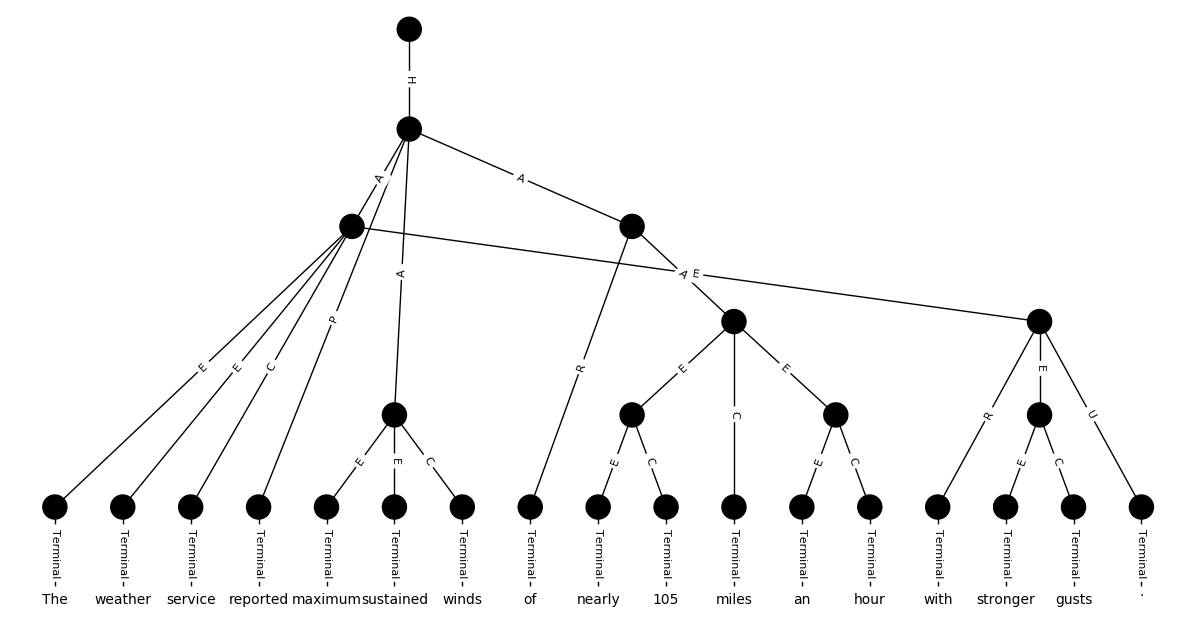 H
A A
A E
A
P
E E C R E C E E
R E U
E E C E C E C E C
Terminal Terminal Terminal Terminal Terminal Terminal Terminal Terminal Terminal Terminal Terminal Terminal Terminal Terminal Terminal Terminal Terminal
The weather service reported maximum sustained winds of nearly 105 miles an hour with stronger gusts .